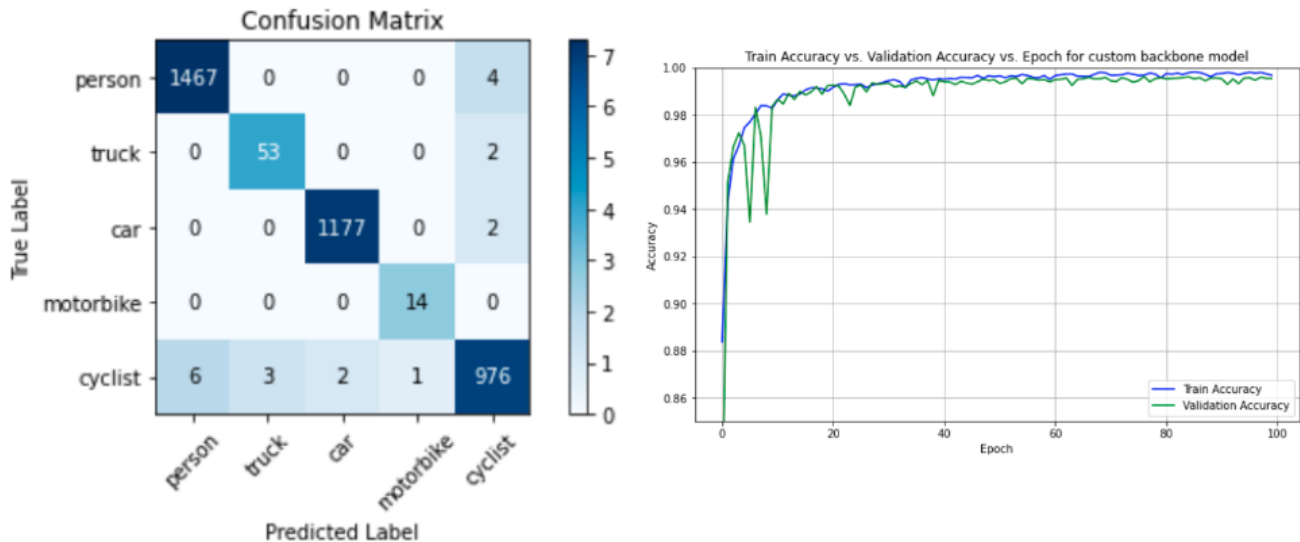 Confusion Matrix
True Label
person 1467 0 0 0 4
truck 0 53 0 0 2
car 0 0 1177 0 2
motorbike 0 0 0 14 0
cyclist 6 3 2 1 976
person truck car motorbike cyclist
Predicted Label
7
6
5
4
3
2
1
0
Train Accuracy vs. Validation Accuracy vs. Epoch for custom backbone model
Accuracy
1.00
0.98
0.96
0.94
0.92
0.90
0.88
0.86
0 20 40 60 80 100
Epoch
Train Accuracy
Validation Accuracy